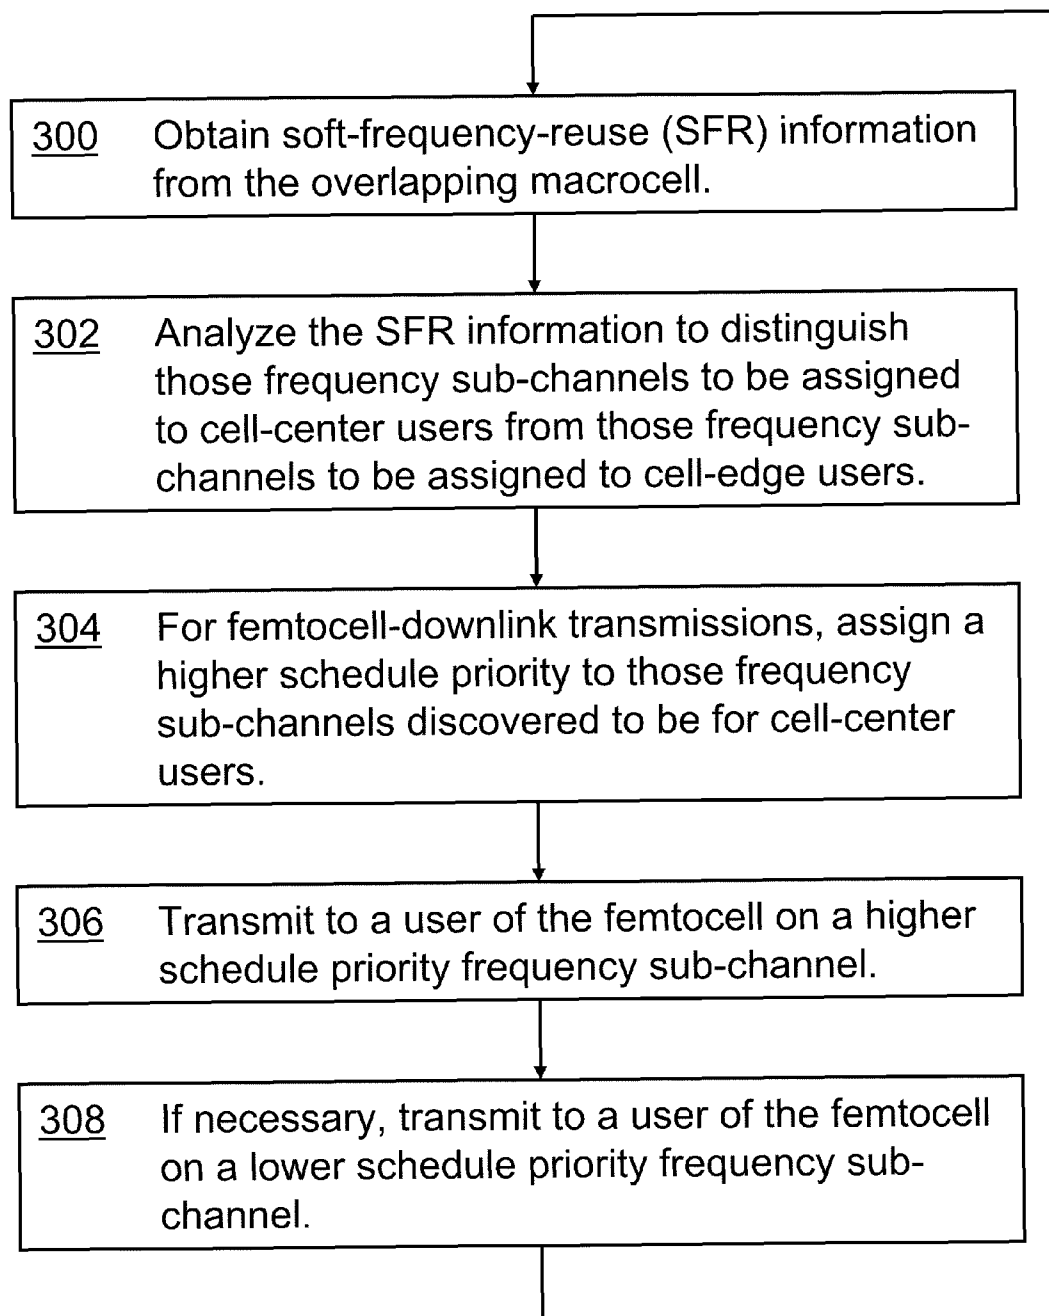 300 Obtain soft-frequency-reuse (SFR) information
from the overlapping macrocell.
302 Analyze the SFR information to distinguish
those frequency sub-channels to be assigned
to cell-center users from those frequency sub-
channels to be assigned to cell-edge users.
304 For femtocell-downlink transmissions, assign a
higher schedule priority to those frequency
sub-channels discovered to be for cell-center
users.
306 Transmit to a user of the femtocell on a higher
schedule priority frequency sub-channel.
308 If necessary, transmit to a user of the femtocell
on a lower schedule priority frequency sub-
channel.